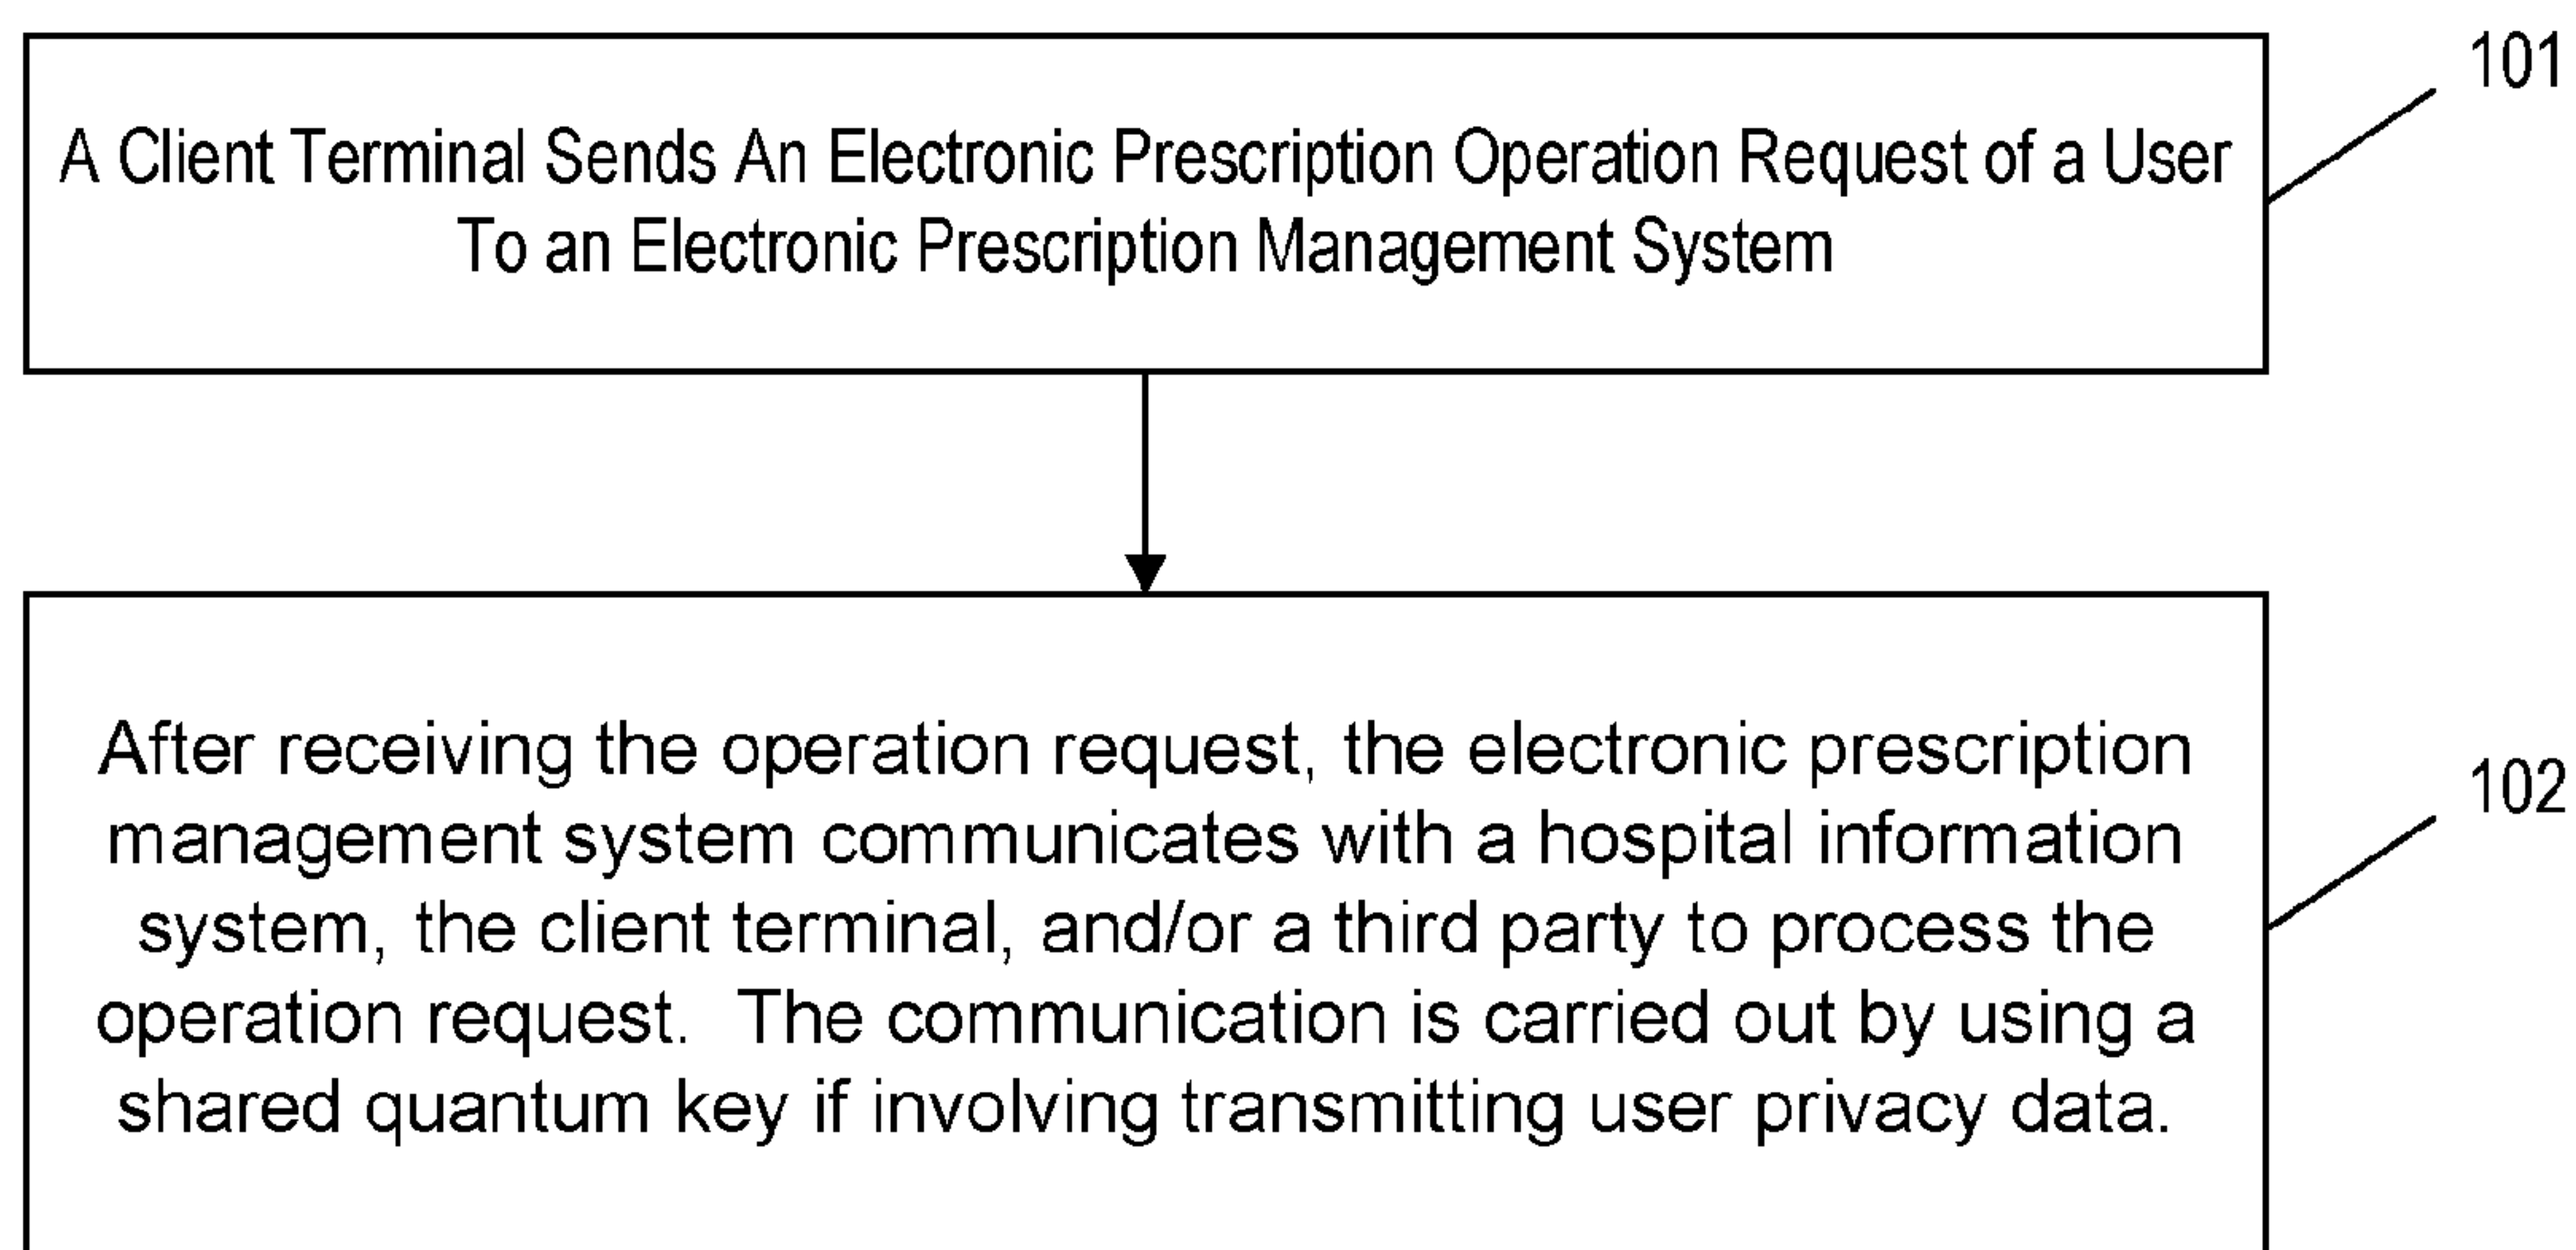 101
A Client Terminal Sends An Electronic Prescription Operation Request of a User
To an Electronic Prescription Management System
102
After receiving the operation request, the electronic prescription
management system communicates with a hospital information
system, the client terminal, and/or a third party to process the
operation request.  The communication is carried out by using a
shared quantum key if involving transmitting user privacy data.